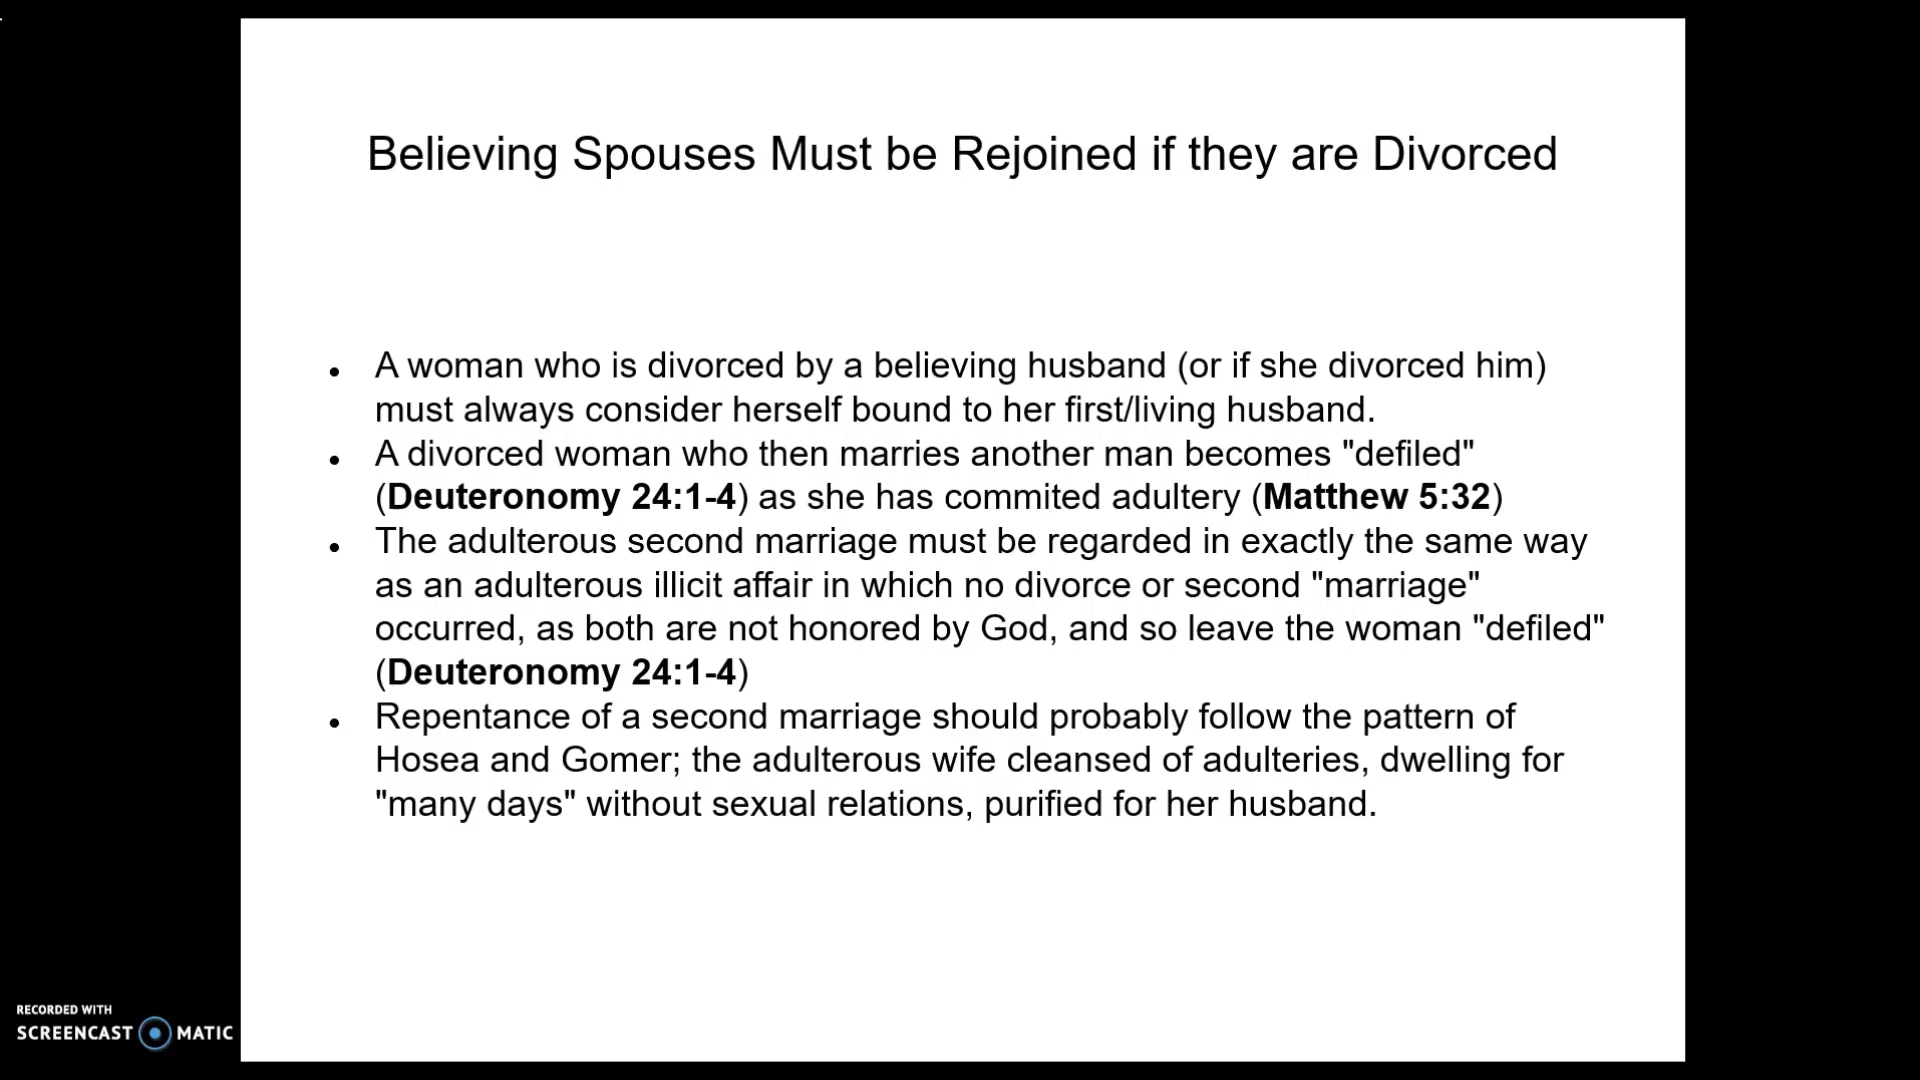 Believing Spouses Must be Rejoined if they are Divorced
• A woman who is divorced by a believing husband (or if she divorced him)
must always consider herself bound to her first/living husband.
• A divorced woman who then marries another man becomes "defiled"
(Deuteronomy 24:1-4) as she has commited adultery (Matthew 5:32)
• The adulterous second marriage must be regarded in exactly the same way
as an adulterous illicit affair in which no divorce or second "marriage"
occurred, as both are not honored by God, and so leave the woman "defiled"
(Deuteronomy 24:1-4)
• Repentance of a second marriage should probably follow the pattern of
Hosea and Gomer; the adulterous wife cleansed of adulteries, dwelling for
"many days" without sexual relations, purified for her husband.
RECORDED WITH
SCREENCAST MATIC